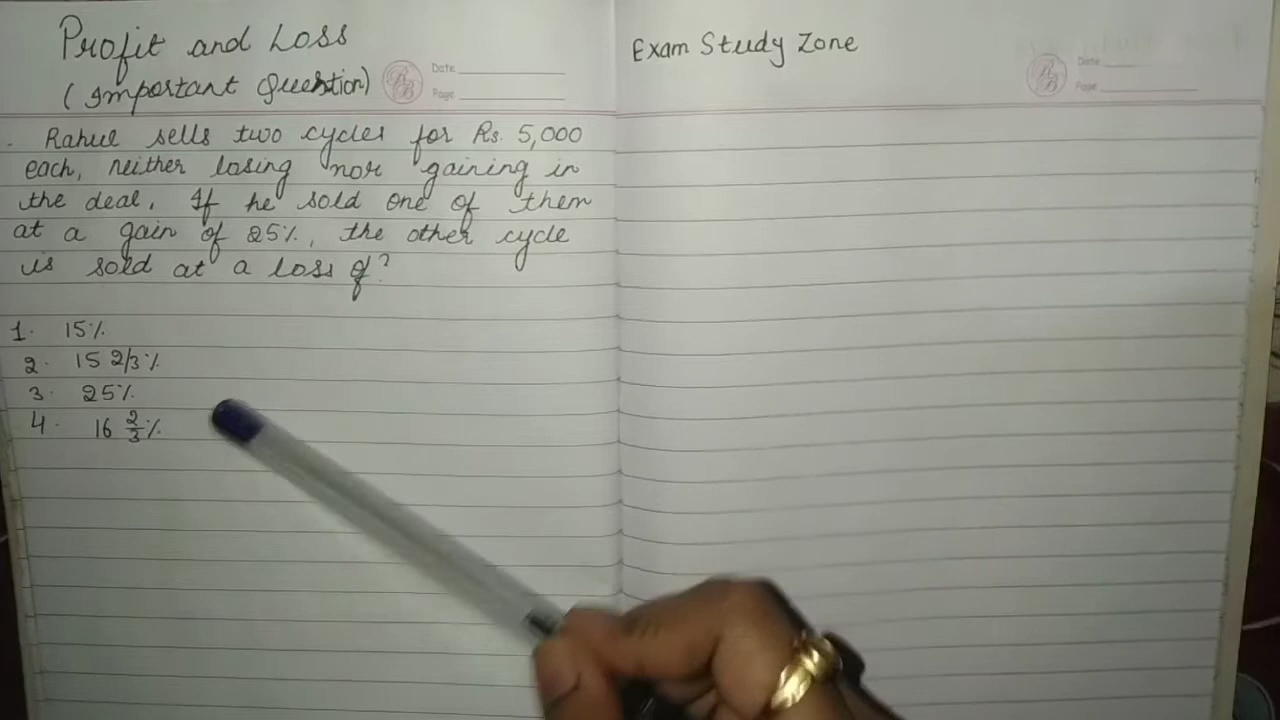 Profit and Loss
(Important Question)
Date
Page
Rahul sells two cycles for Rs. 5,000
each, neither losing nor gaining in
the deal. If he sold one of them
at a gain of 25%, the other cycle
is sold at a loss of?
1. 15%
2. 15 2/3%
3. 25%
4. 16 2/3%
Exam Study Zone
Date
Page